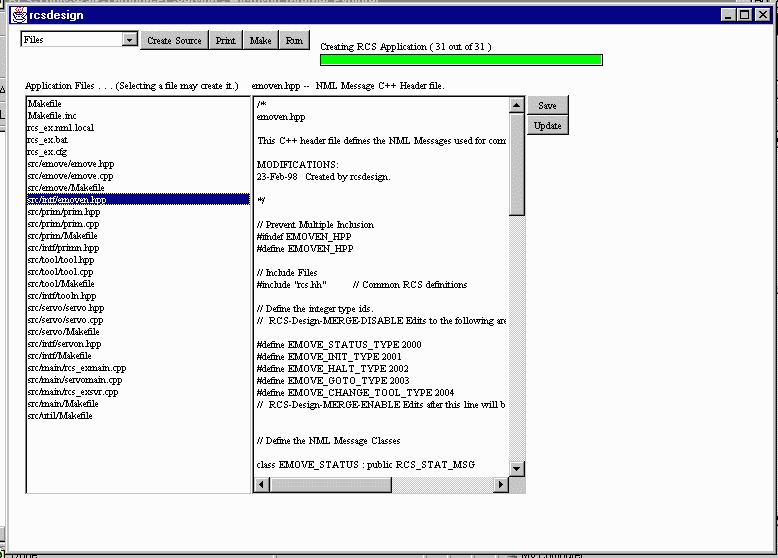 rcsdesign
Files
Create Source
Print
Make
Run
Creating RCS Application ( 31 out of 31 )
Application Files . . . (Selecting a file may create it.)
emoven.hpp -- NML Message C++ Header file.
Makefile
Makefile.inc
rcs_ex.nml.local
rcs_ex.bat
rcs_ex.cfg
src/emove/emove.hpp
src/emove/emove.cpp
src/emove/Makefile
src/intf/emoven.hpp
src/prim/prim.hpp
src/prim/prim.cpp
src/prim/Makefile
src/intf/primn.hpp
src/tool/tool.hpp
src/tool/tool.cpp
src/tool/Makefile
src/intf/tooln.hpp
src/servo/servo.hpp
src/servo/servo.cpp
src/servo/Makefile
src/intf/servon.hpp
src/intf/Makefile
src/main/rcs_exmain.cpp
src/main/servomain.cpp
src/main/rcs_exsvr.cpp
src/main/Makefile
src/util/Makefile
/*
emoven.hpp
This C++ header file defines the NML Messages used for com
MODIFICATIONS:
23-Feb-98 Created by rcsdesign.
*/
// Prevent Multiple Inclusion
#ifndef EMOVEN_HPP
#define EMOVEN_HPP
// Include Files
#include "rcs.hh" // Common RCS definitions
// Define the integer type ids.
// RCS-Design-MERGE-DISABLE Edits to the following are
#define EMOVE_STATUS_TYPE 2000
#define EMOVE_INIT_TYPE 2001
#define EMOVE_HALT_TYPE 2002
#define EMOVE_GOTO_TYPE 2003
#define EMOVE_CHANGE_TOOL_TYPE 2004
// RCS-Design-MERGE-ENABLE Edits after this line will b
// Define the NML Message Classes
class EMOVE_STATUS : public RCS_STAT_MSG
Save
Update